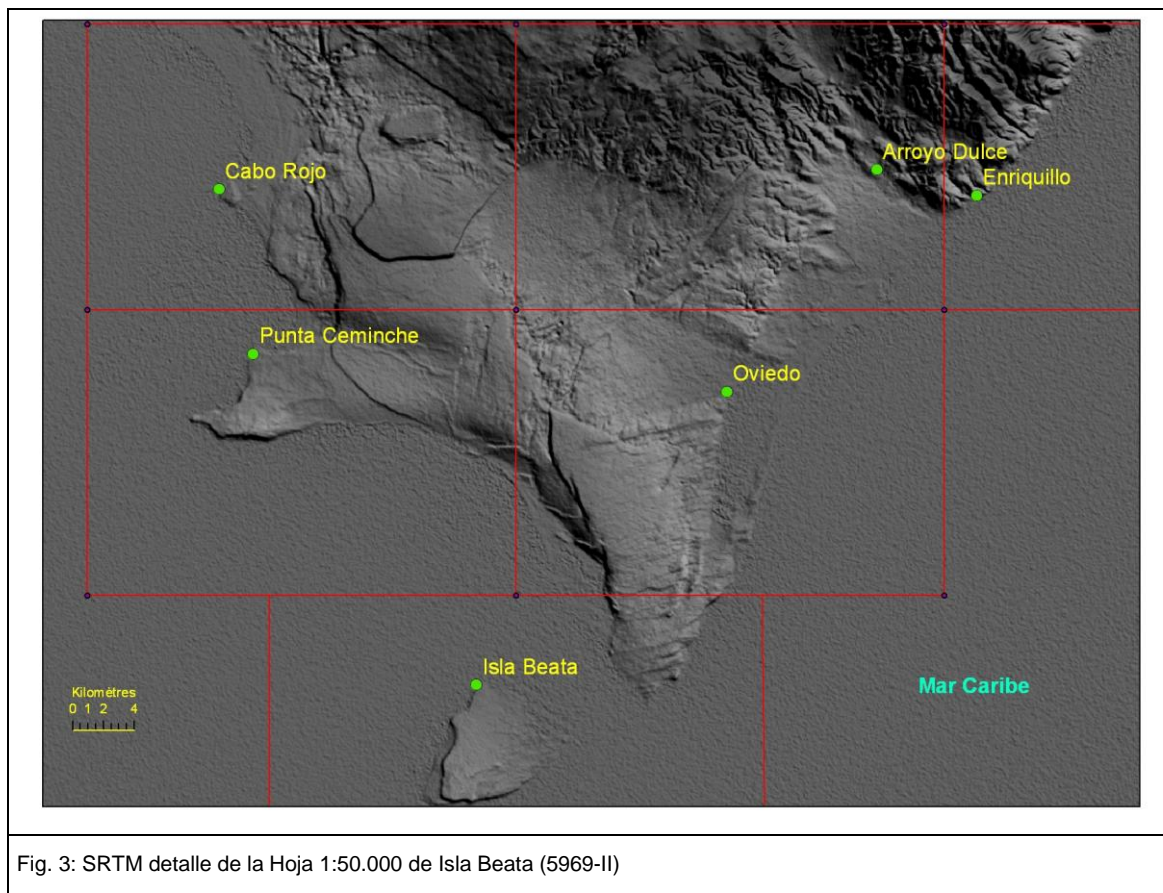 Arroyo Dulce
Cabo Rojo
Enriquillo
Punta Ceminche
Oviedo
Isla Beata
Mar Caribe
Kilomètres
0 1 2 4
Fig. 3: SRTM detalle de la Hoja 1:50.000 de Isla Beata (5969-II)